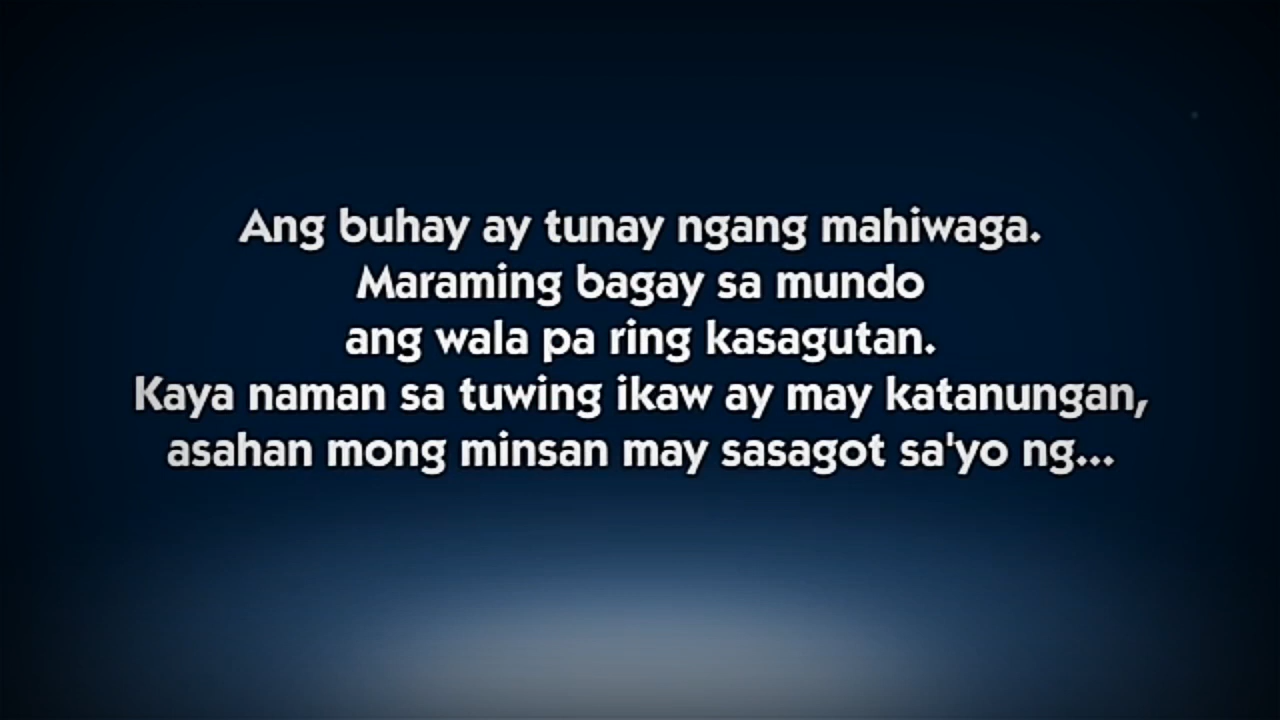 Ang buhay ay tunay ngang mahiwaga.
Maraming bagay sa mundo
ang wala pa ring kasagutan.
Kaya naman sa tuwing ikaw ay may katanungan,
asahan mong minsan may sasagot sa'yo ng...